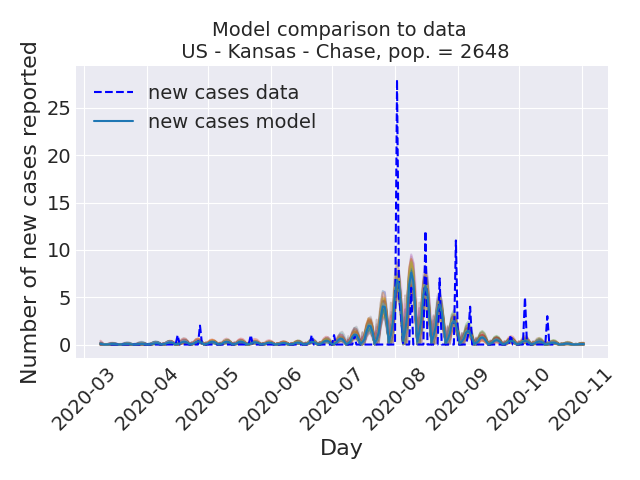 Model comparison to data
US - Kansas - Chase, pop. = 2648
Number of new cases reported
25
20
15
10
5
0
new cases data
new cases model
2020-03
2020-04
2020-05
2020-06
2020-07
2020-08
2020-09
2020-10
2020-11
Day